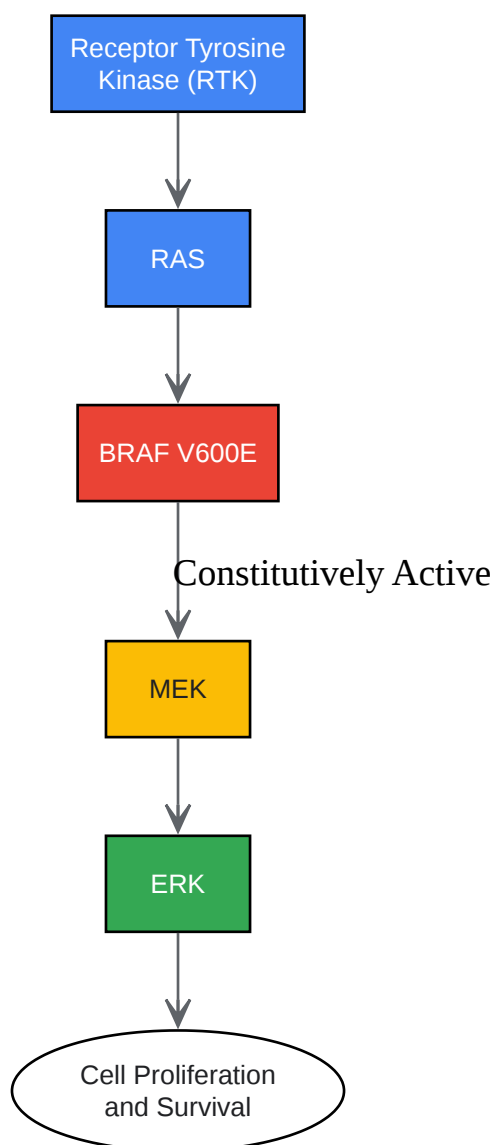 Receptor Tyrosine
Kinase (RTK)
RAS
BRAF V600E
Constitutively Active
MEK
ERK
Cell Proliferation
and Survival